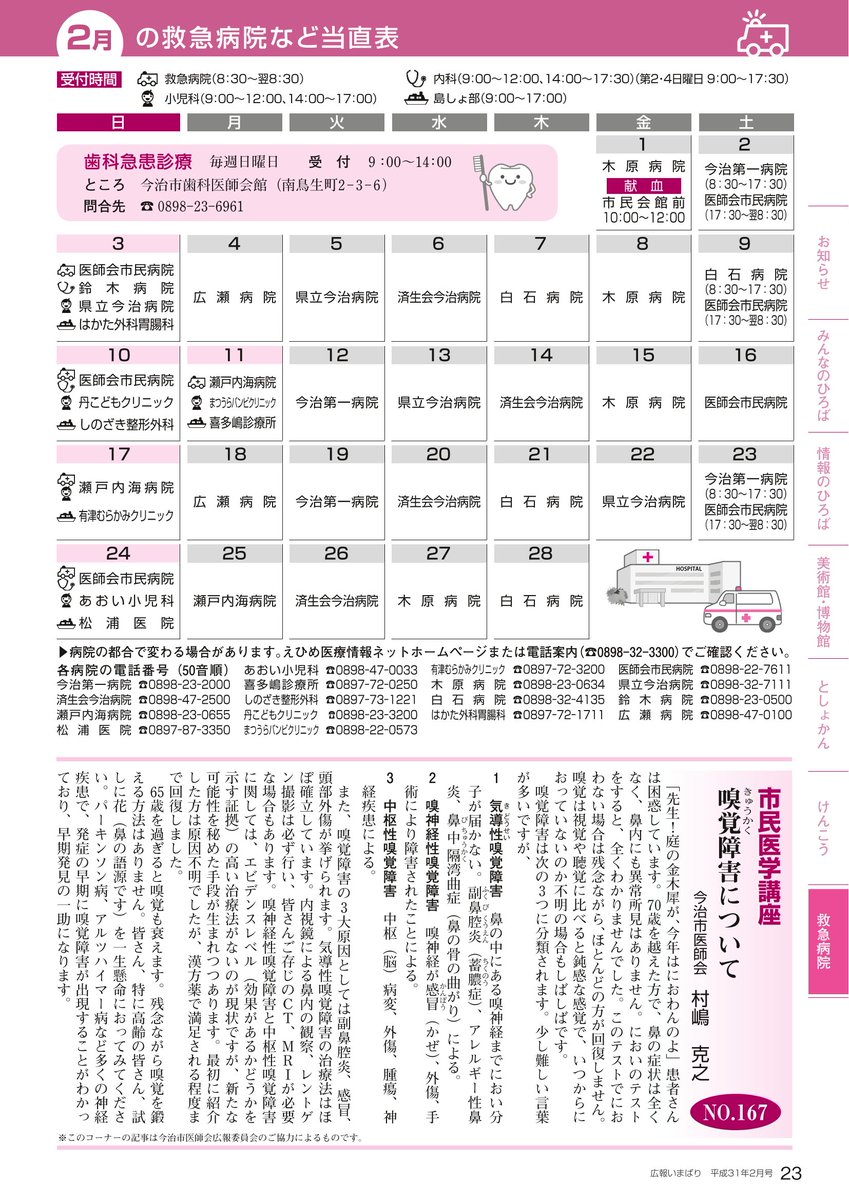 2月 の救急病院など当直表
受付時間 救急病院(8:30～翌8:30) 内科(9:00～12:00、14:00～17:30)(第2・4日曜日 9:00～17:30)
小児科(9:00～12:00、14:00～17:00) 島しょ部(9:00～17:00)
日 月 火 水 木 金 土
歯科急患診療 毎週日曜日 受付 9:00～14:00
ところ 今治市歯科医師会館(南鳥生町2-3-6)
問合先 ☎0898-23-6961
1
木原病院
献血
市民会館前
10:00～12:00
2
今治第一病院
(8:30～17:30)
医師会市民病院
(17:30～翌8:30)
3
医師会市民病院
鈴木病院
県立今治病院
はかた外科胃腸科
4
広瀬病院
5
県立今治病院
6
済生会今治病院
7
白石病院
8
木原病院
9
白石病院
(8:30～17:30)
医師会市民病院
(17:30～翌8:30)
10
医師会市民病院
丹こどもクリニック
しのざき整形外科
11
瀬戸内海病院
まつうらバンビクリニック
喜多嶋診療所
12
今治第一病院
13
県立今治病院
14
済生会今治病院
15
木原病院
16
医師会市民病院
17
瀬戸内海病院
有津むらかみクリニック
18
広瀬病院
19
今治第一病院
20
済生会今治病院
21
白石病院
22
県立今治病院
23
今治第一病院
(8:30～17:30)
医師会市民病院
(17:30～翌8:30)
24
医師会市民病院
あおい小児科
松浦医院
25
瀬戸内海病院
26
済生会今治病院
27
木原病院
28
白石病院
HOSPITAL
▶病院の都合で変わる場合があります。えひめ医療情報ネットホームページまたは電話案内(☎0898-32-3300)でご確認ください。
各病院の電話番号(50音順) あおい小児科 ☎0898-47-0033 有津むらかみクリニック ☎0897-72-3200 医師会市民病院 ☎0898-22-7611
今治第一病院 ☎0898-23-2000 喜多嶋診療所 ☎0897-72-0250 木原病院 ☎0898-23-0634 県立今治病院 ☎0898-32-7111
済生会今治病院 ☎0898-47-2500 しのざき整形外科 ☎0897-73-1221 白石病院 ☎0898-32-4135 鈴木病院 ☎0898-23-0500
瀬戸内海病院 ☎0898-23-0655 丹こどもクリニック ☎0898-23-3200 はかた外科胃腸科 ☎0897-72-1711 広瀬病院 ☎0898-47-0100
松浦医院 ☎0897-87-3350 まつうらバンビクリニック ☎0898-22-0573
市民医学講座
嗅覚障害について
きゅうかく
今治市医師会 村嶋 克之
NO.167
「先生!庭の金木犀が、今年はにおわんのよ」患者さん
は困惑しています。70歳を越えた方で、鼻の症状は全く
なく、鼻内にも異常所見はありません。においのテスト
をすると、全くわかりませんでした。このテストでにお
わない場合は残念ながら、ほとんどの方が回復しません。
嗅覚は視覚や聴覚に比べると鈍感な感覚で、いつからに
おっていないのか不明の場合もしばしばです。
嗅覚障害は次の3つに分類されます。少し難しい言葉
が多いですが、
1 気導性嗅覚障害 鼻の中にある嗅神経までにおい分
きどうせい
子が届かない。副鼻腔炎(蓄膿症)、アレルギー性鼻
ふくびくうえん ちくのう
炎、鼻中隔湾曲症(鼻の骨の曲がり)による。
びちゅうかく
2 嗅神経性嗅覚障害 嗅神経が感冒(かぜ)、外傷、手
かんぼう
術により障害されたことによる。
3 中枢性嗅覚障害 中枢(脳)病変、外傷、腫瘍、神
経疾患による。
また、嗅覚障害の3大原因としては副鼻腔炎、感冒、
頭部外傷が挙げられます。気導性嗅覚障害の治療法はほ
ぼ確立しています。内視鏡による鼻内の観察、レントゲ
ン撮影は必ず行い、皆さんご存じのCT、MRIが必要
な場合もあります。嗅神経性嗅覚障害と中枢性嗅覚障害
に関しては、エビデンスレベル(効果があるかどうかを
示す証拠)の高い治療法がないのが現状ですが、新たな
可能性を秘めた手段が生まれつつあります。最初に紹介
した方は原因不明でしたが、漢方薬で満足される程度ま
で回復しました。
65歳を過ぎると嗅覚も衰えます。残念ながら嗅覚を鍛
える方法はありません。皆さん、特に高齢の皆さん、試
しに花(鼻の語源です)を一生懸命においってみてくださ
い。パーキンソン病、アルツハイマー病など多くの神経
疾患で、発症の早期に嗅覚障害が出現することがわかっ
ており、早期発見の一助になります。
※このコーナーの記事は今治市医師会広報委員会のご協力によるものです。
お知らせ
みんなのひろば
情報のひろば
美術館・博物館
としょかん
けんこう
救急病院
広報いまばり 平成31年2月号 23